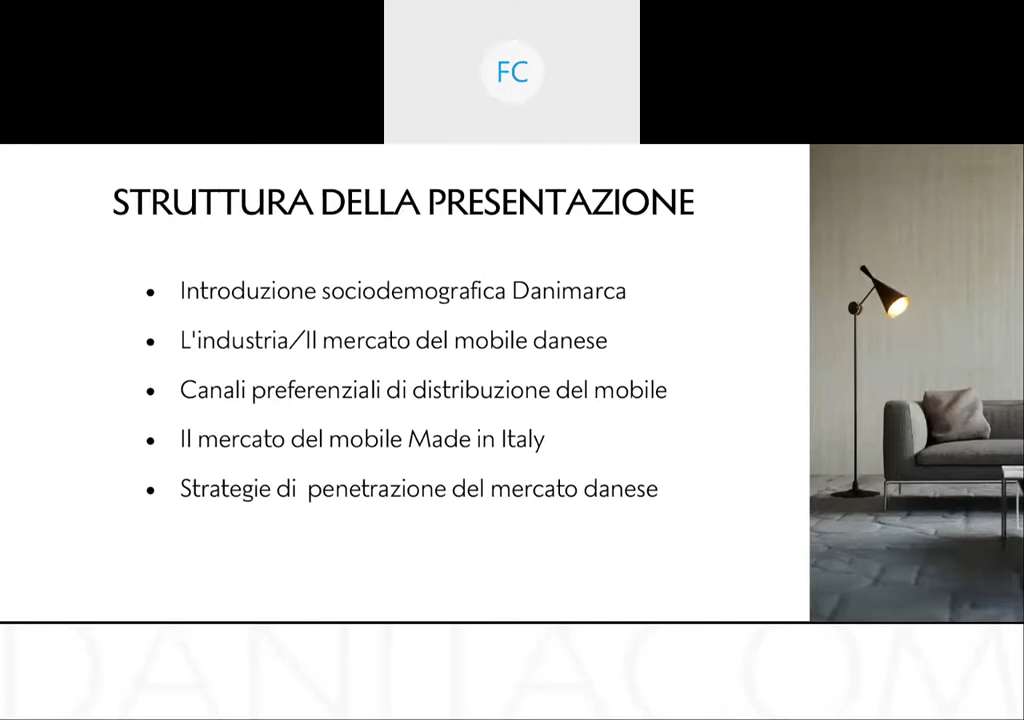 FC
STRUTTURA DELLA PRESENTAZIONE
• Introduzione sociodemografica Danimarca
• L'industria/Il mercato del mobile danese
• Canali preferenziali di distribuzione del mobile
• Il mercato del mobile Made in Italy
• Strategie di  penetrazione del mercato danese
DANITACOM